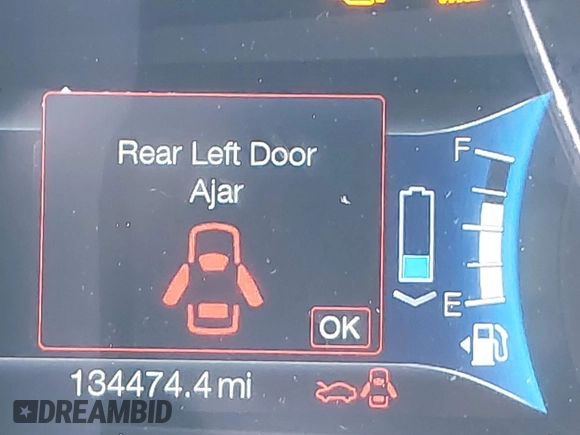 Rear Left Door
Ajar
OK
F
E
134474.4 mi
DREAMBID